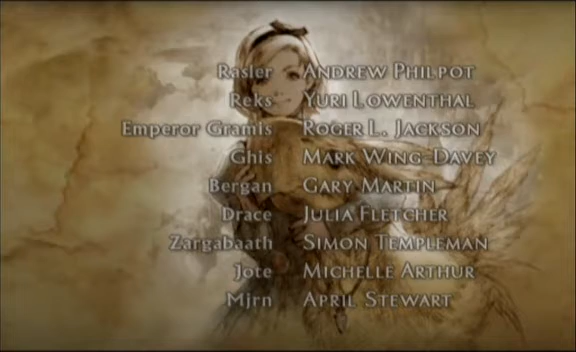 Rasler ANDREW PHILPOT
Reks YURI LOWENTHAL
Emperor Gramis ROGER L. JACKSON
Ghis MARK WING-DAVEY
Bergan GARY MARTIN
Drace JULIA FLETCHER
Zargabaath SIMON TEMPLEMAN
Jote MICHELLE ARTHUR
Mjrn APRIL STEWART